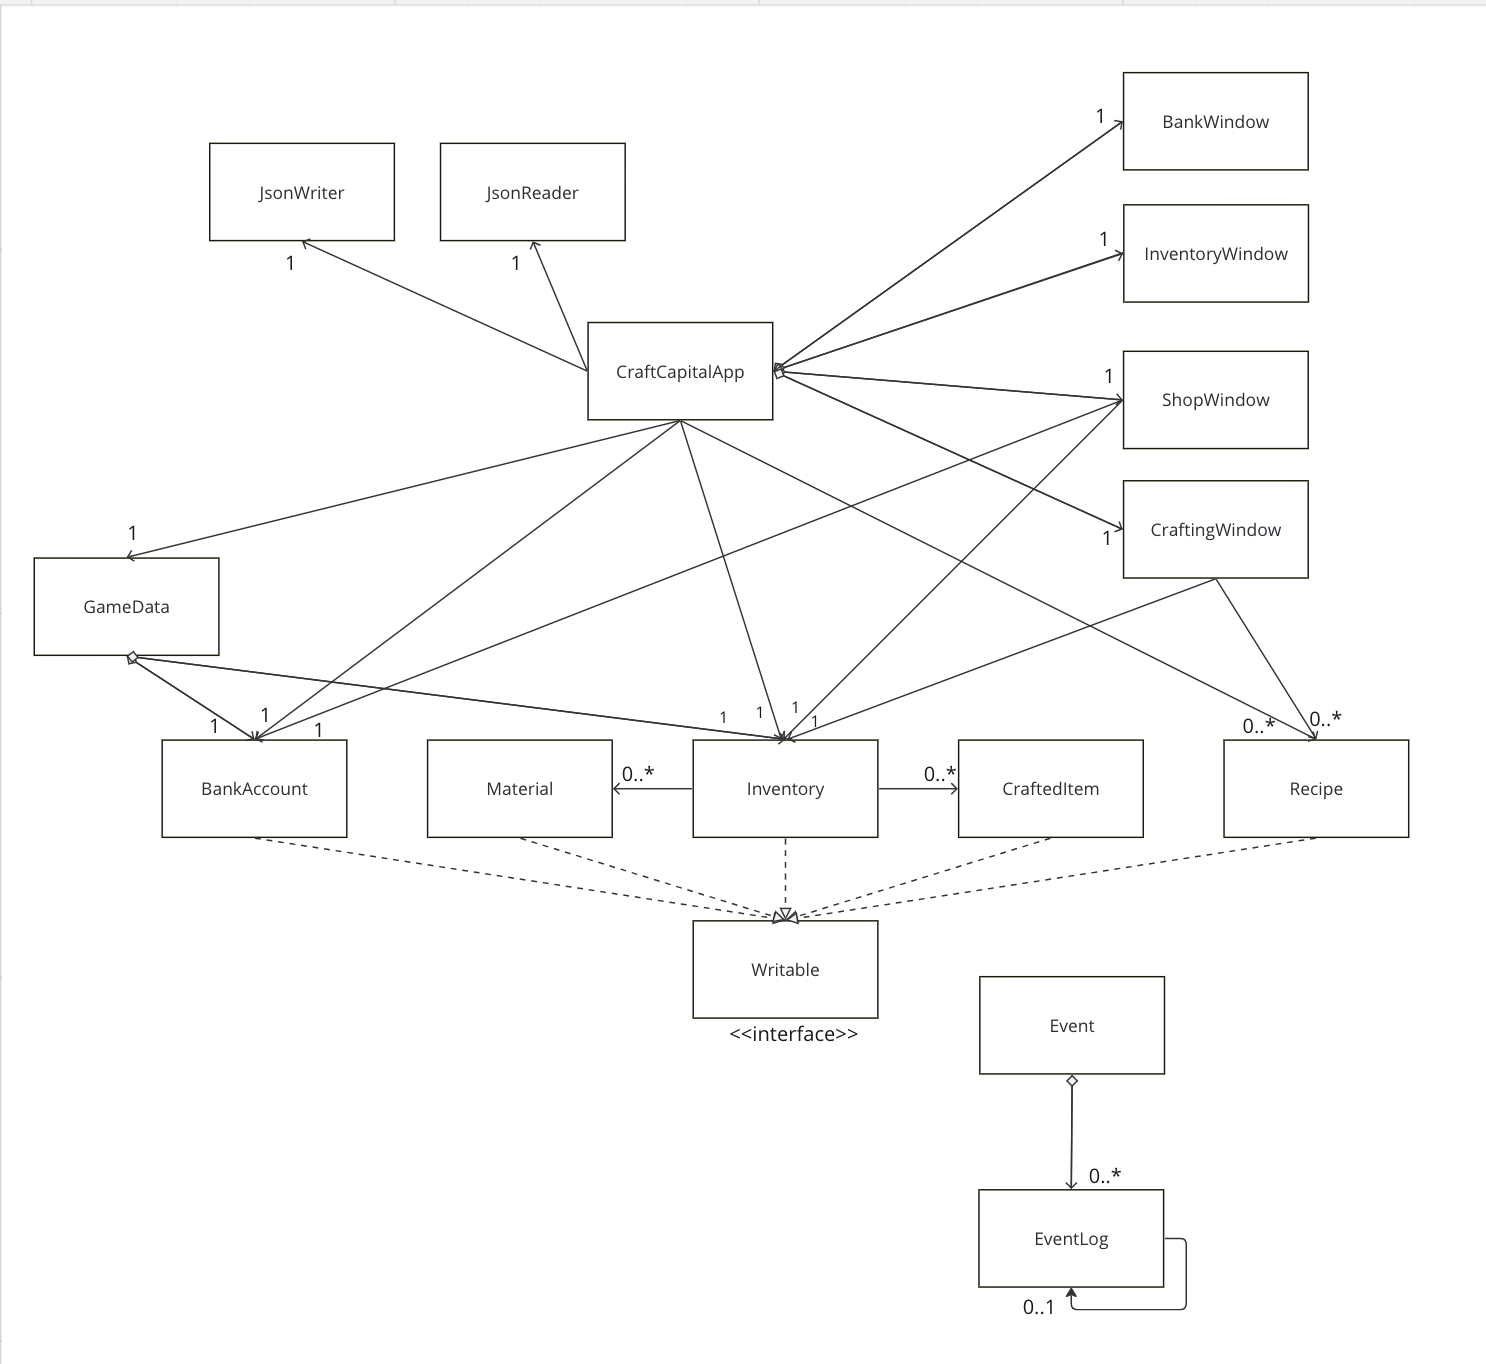 1
BankWindow
JsonWriter
JsonReader
1
InventoryWindow
1
1
CraftCapitalApp
1
ShopWindow
1
CraftingWindow
1
GameData
1
1
1
1
1
1
1
1
0..*
0..*
BankAccount
Material
0..*
Inventory
0..*
CraftedItem
Recipe
Writable
<<interface>>
Event
0..*
EventLog
0..1